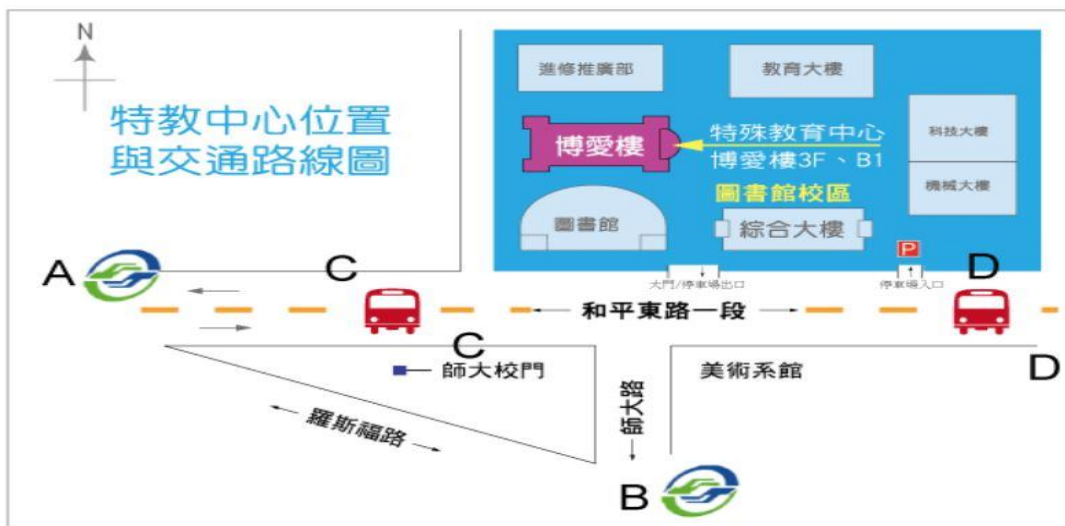 N
特教中心位置
與交通路線圖
進修推廣部
教育大樓
博愛樓
特殊教育中心
博愛樓3F、B1
科技大樓
機械大樓
圖書館校區
圖書館
綜合大樓
P
A
C
D
大門/停車場出口
停車場入口
和平東路一段
C
師大校門
美術系館
D
羅斯福路
師大路
B